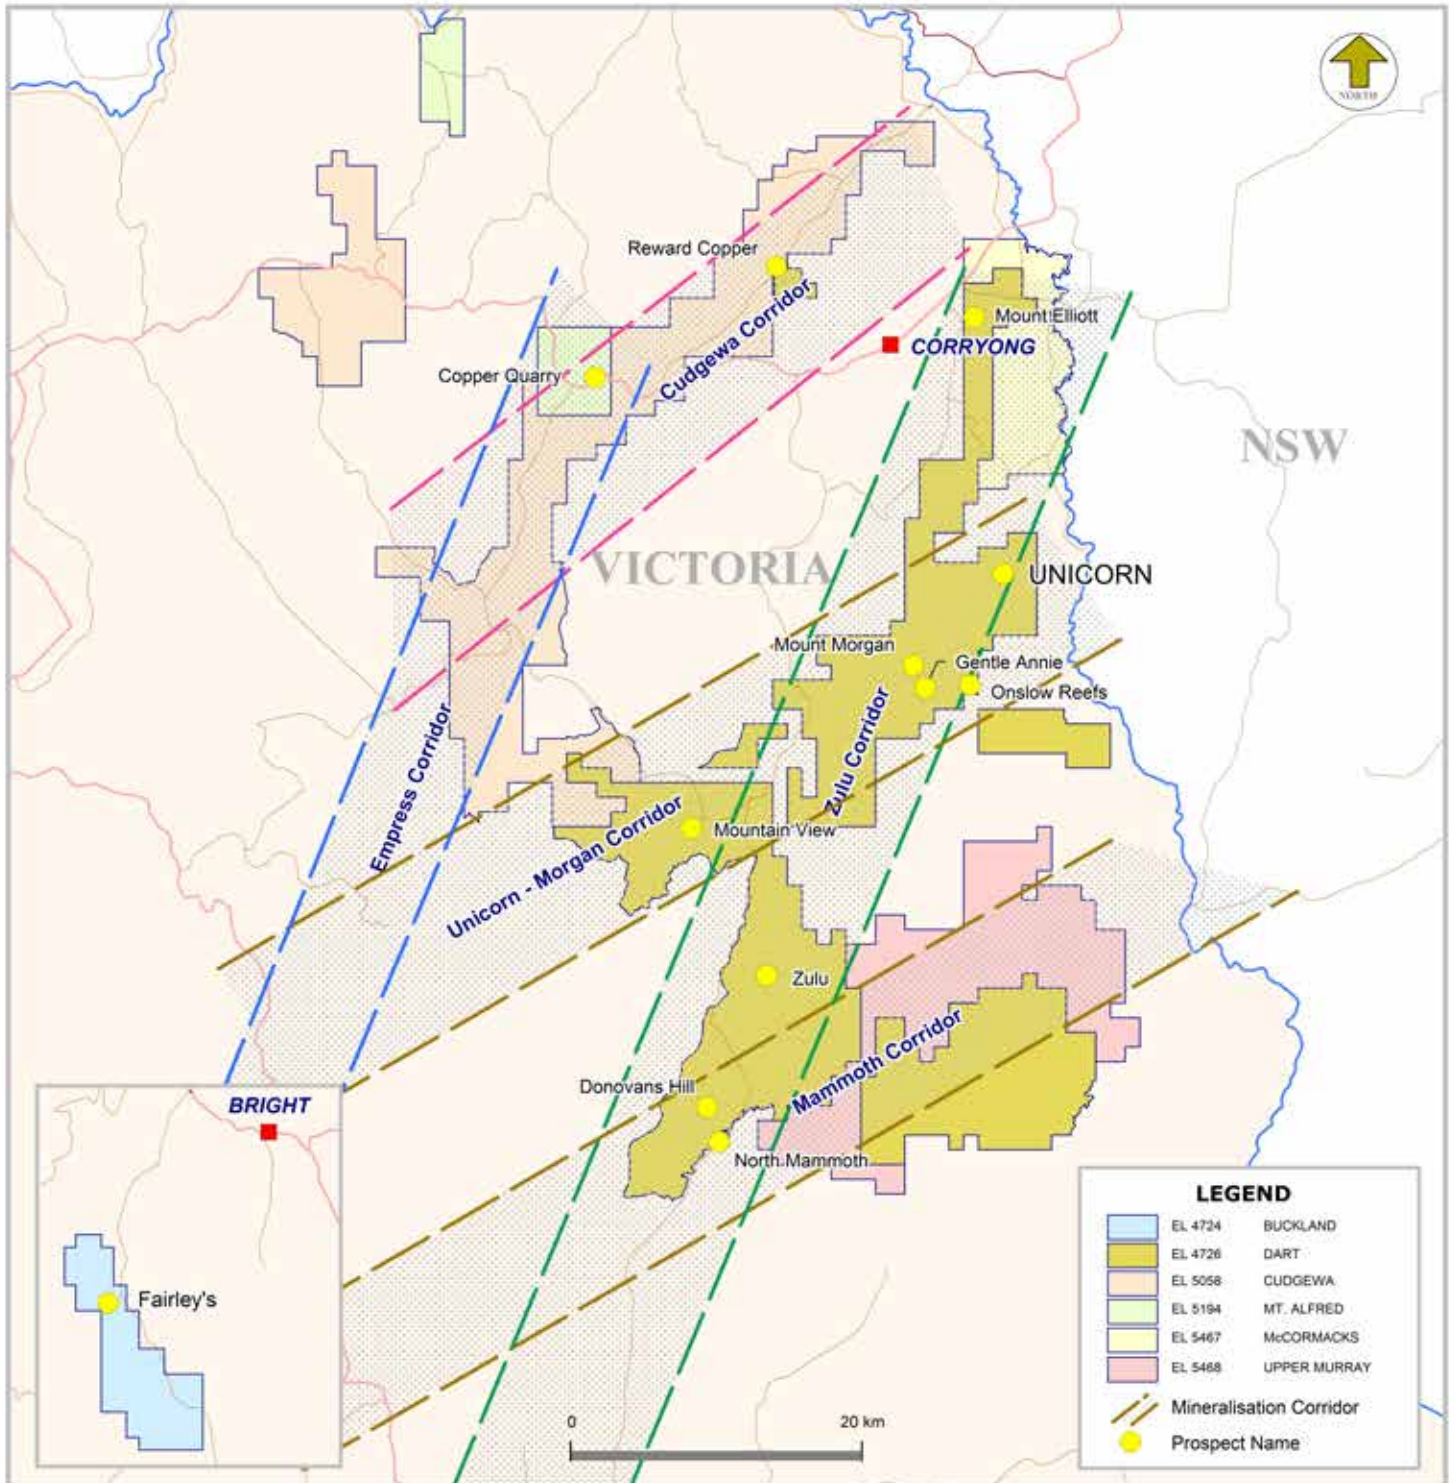 NORTH
Reward Copper
Mount Elliott
CORRYONG
Cudgewa Corridor
Copper Quarry
NSW
VICTORIA
UNICORN
Mount Morgan
Gentle Annie
Onslow Reefs
Zulu Corridor
Empress Corridor
Mountain View
Unicorn - Morgan Corridor
Zulu
Mammoth Corridor
Donovans Hill
BRIGHT
North Mammoth
Fairley's
LEGEND
EL 4724 BUCKLAND
EL 4726 DART
EL 5058 CUDGEWA
EL 5194 MT. ALFRED
EL 5467 McCORMACKS
EL 5468 UPPER MURRAY
Mineralisation Corridor
Prospect Name
0 20 km